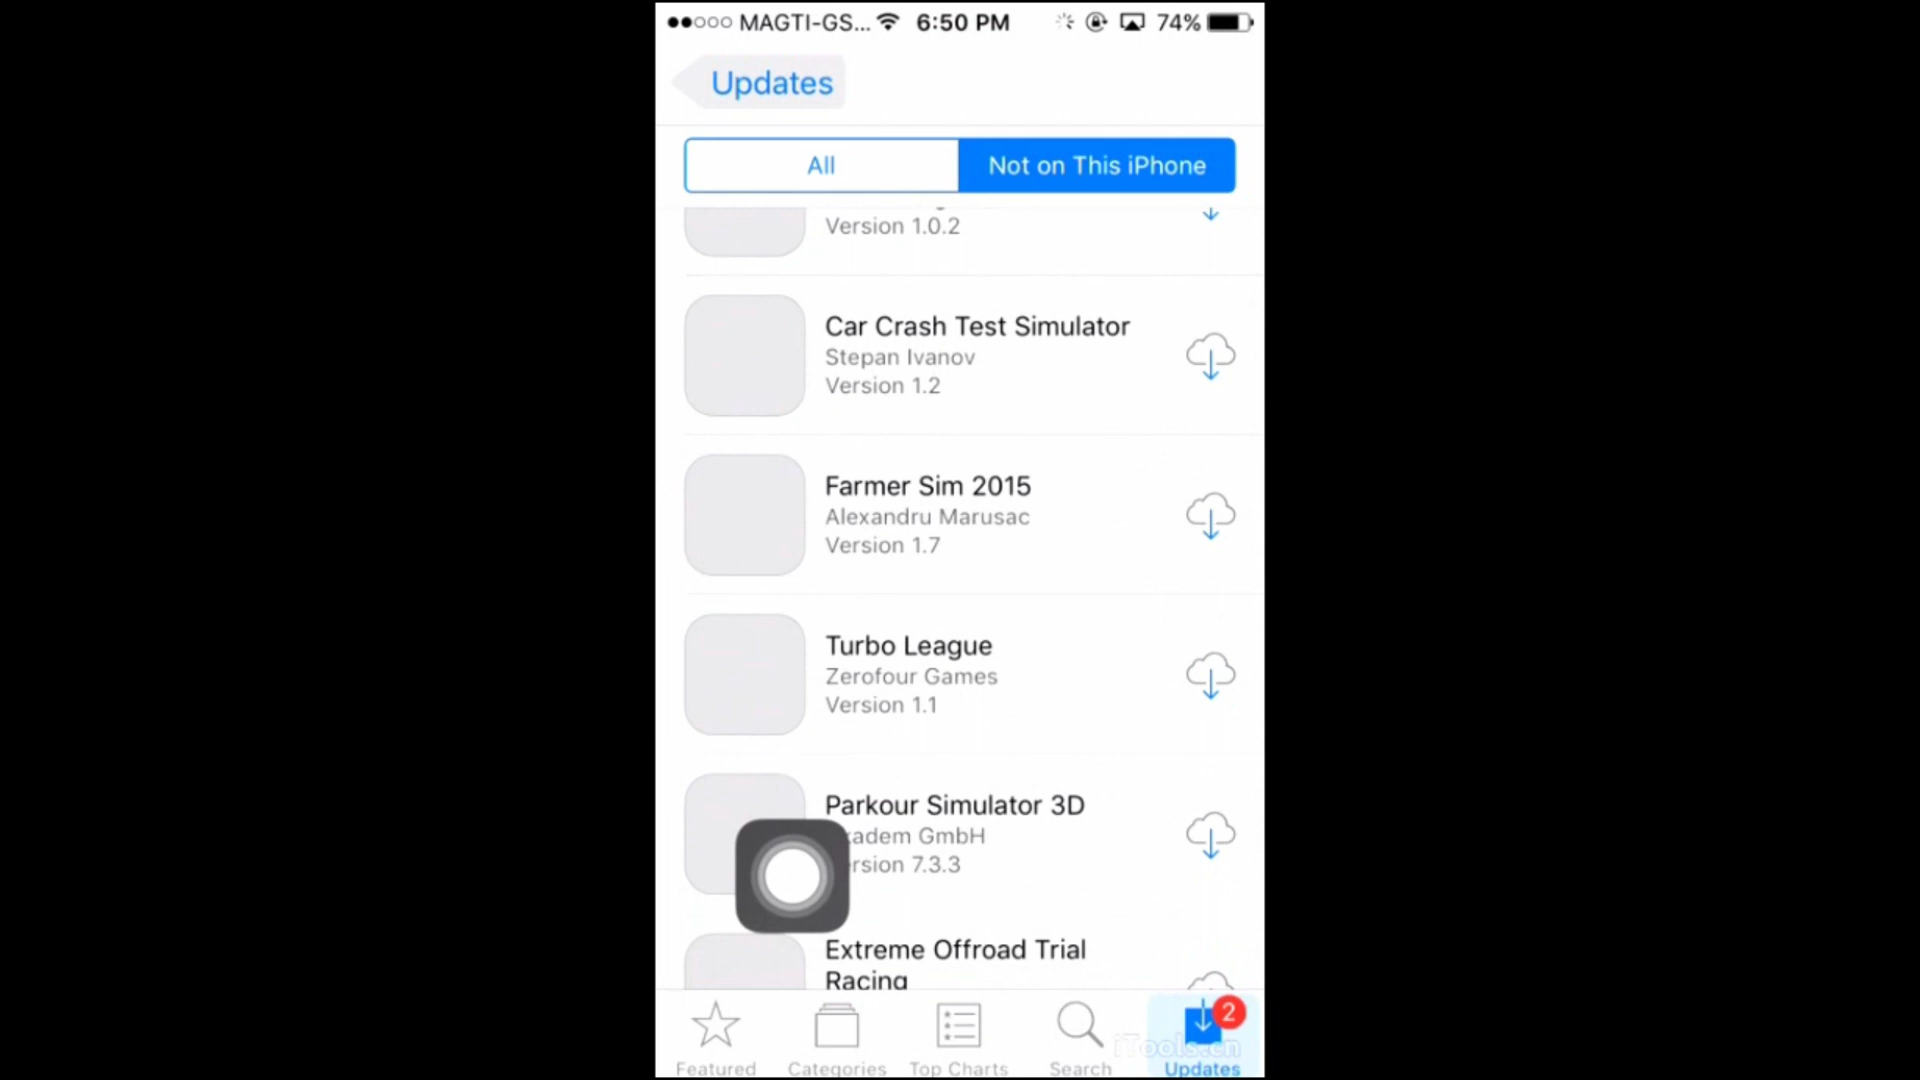 MAGTI-GS... 6:50 PM 74%
Updates
All
Not on This iPhone
Version 1.0.2
Car Crash Test Simulator
Stepan Ivanov
Version 1.2
Farmer Sim 2015
Alexandru Marusac
Version 1.7
Turbo League
Zerofour Games
Version 1.1
Parkour Simulator 3D
kadem GmbH
rsion 7.3.3
Extreme Offroad Trial
Racing
2
iTools.cn
Featured
Categories
Top Charts
Search
Updates